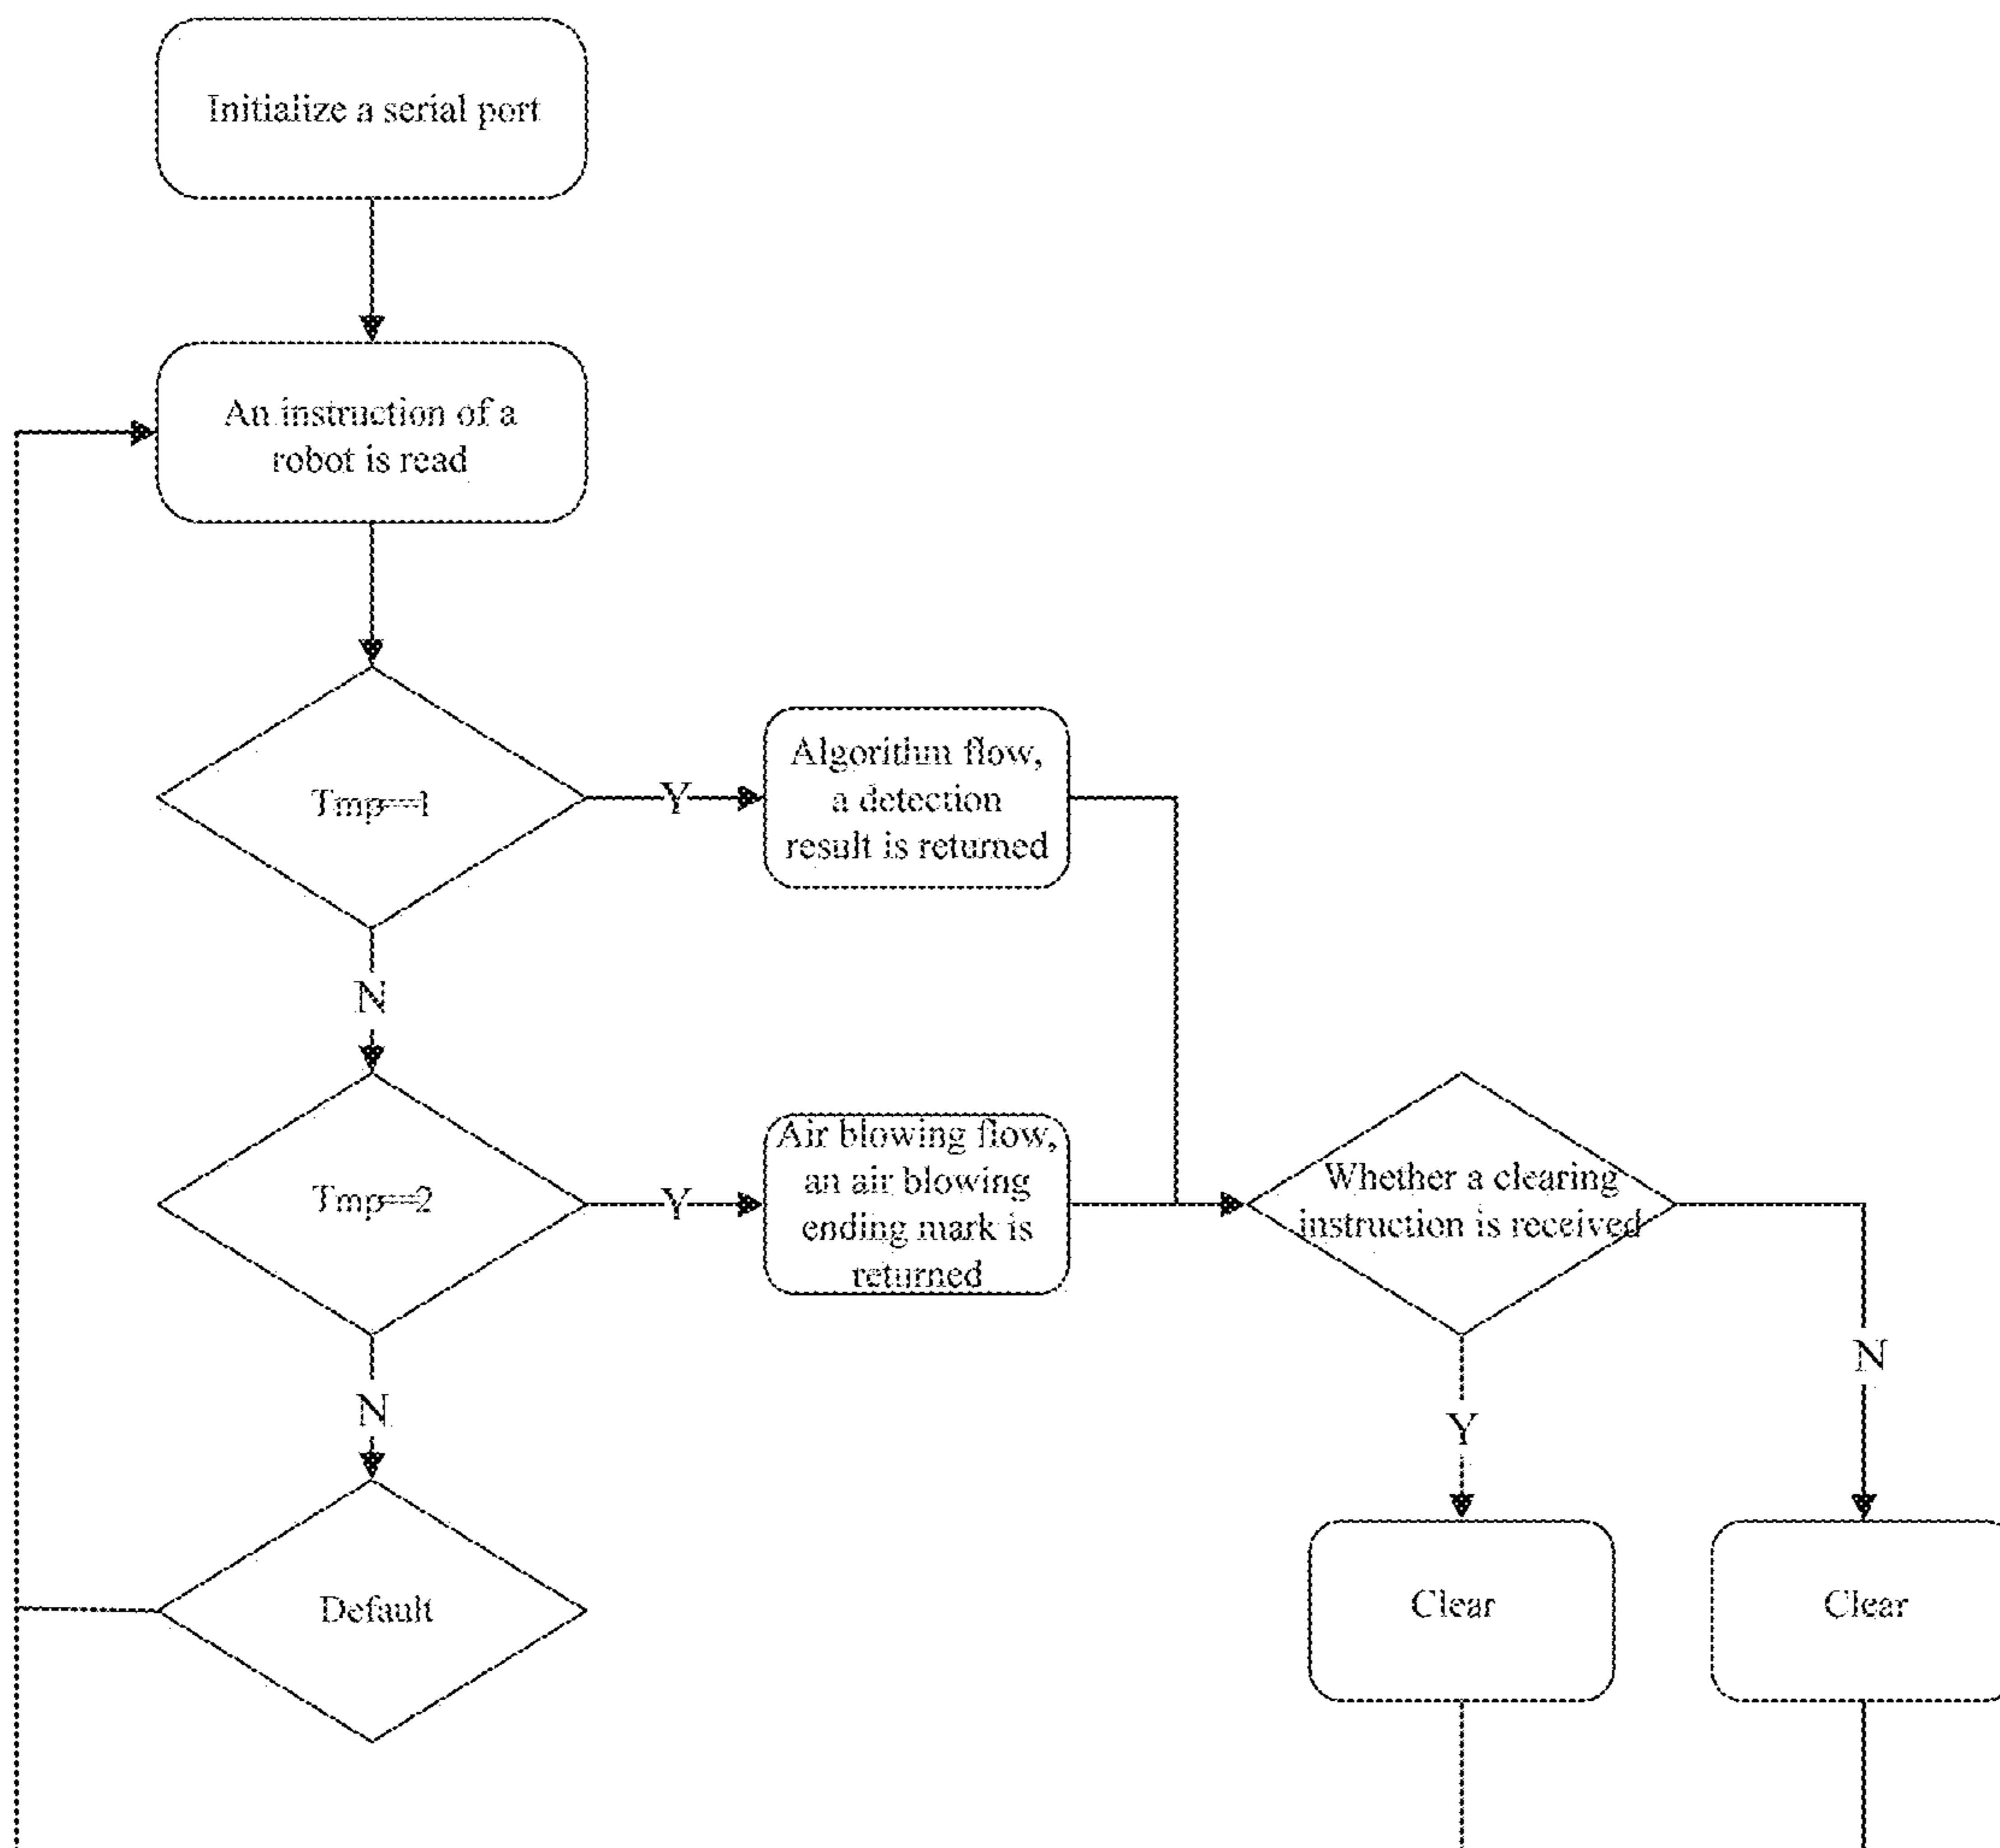 Initialize a serial port
An instruction of a
robot is read
Tmp==1
Y
Algorithm flow,
a detection
result is returned
N
Tmp==2
Y
Air blowing flow,
an air blowing
ending mark is
returned
Whether a clearing
instruction is received
N
Y
N
Default
Clear
Clear